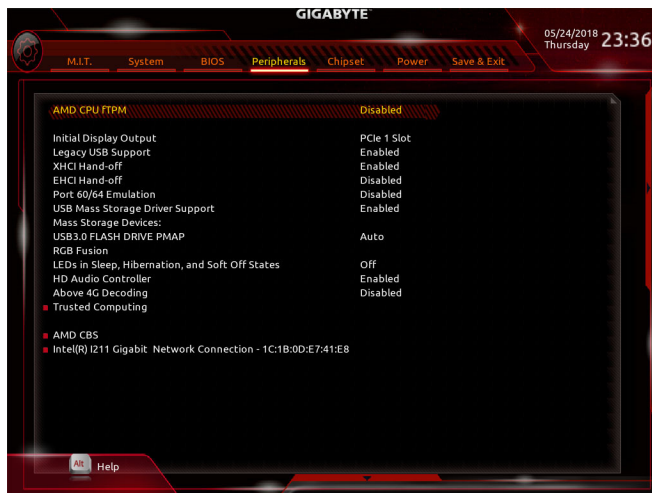 GIGABYTE™
05/24/2018 23:36
Thursday
M.I.T. System BIOS Peripherals Chipset Power Save & Exit
AMD CPU fTPM Disabled
Initial Display Output PCIe 1 Slot
Legacy USB Support Enabled
XHCI Hand-off Enabled
EHCI Hand-off Disabled
Port 60/64 Emulation Disabled
USB Mass Storage Driver Support Enabled
Mass Storage Devices:
USB3.0 FLASH DRIVE PMAP Auto
RGB Fusion
LEDs in Sleep, Hibernation, and Soft Off States Off
HD Audio Controller Enabled
Above 4G Decoding Disabled
Trusted Computing
AMD CBS
Intel(R) I211 Gigabit Network Connection - 1C:1B:0D:E7:41:E8
Alt Help